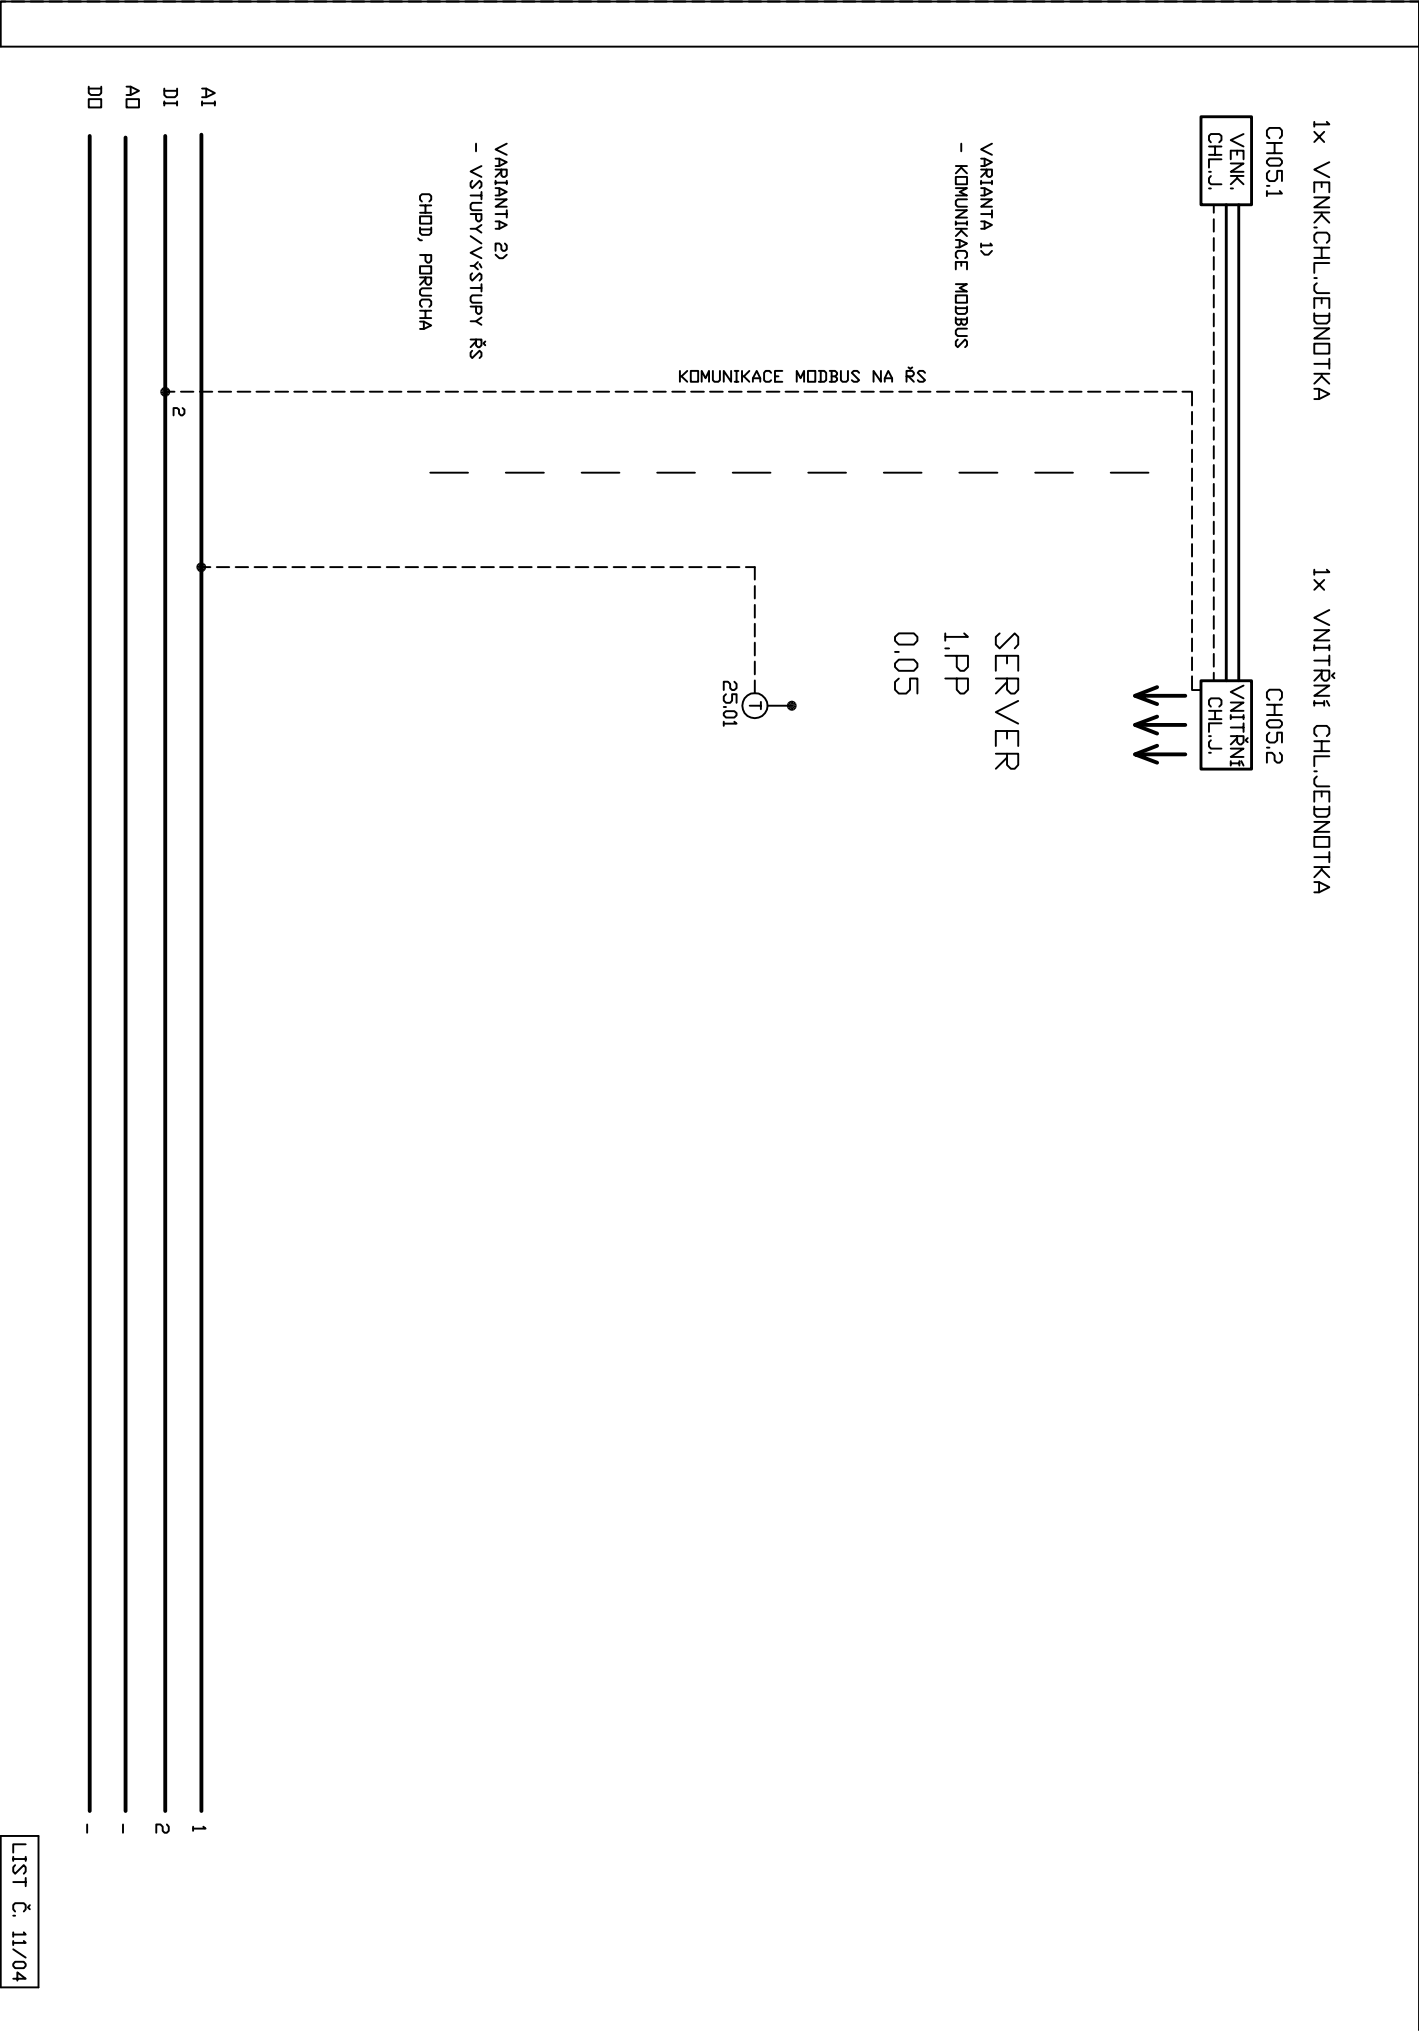 1x VENK.CHL.JEDNOTKA
1x VNITŘNÍ CHL.JEDNOTKA
CH05.1
CH05.2
VENK.
CHL.J.
VNITŘNÍ
CHL.J.
SERVER
1.PP
0.05
VARIANTA 1)
- KOMUNIKACE MODBUS
KOMUNIKACE MODBUS NA ŘS
T
25.01
VARIANTA 2)
- VSTUPY/VÝSTUPY ŘS
CHOD, PORUCHA
AI 1
2
DI 2
AO -
DO -
LIST Č. 11/04